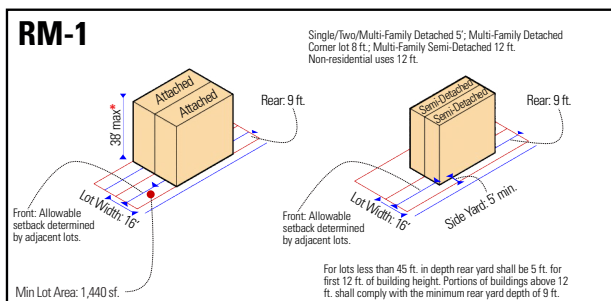 RM-1
Single/Two/Multi-Family Detached 5'; Multi-Family Detached
Corner lot 8 ft.; Multi-Family Semi-Detached 12 ft.
Non-residential uses 12 ft.
Attached
Attached
38' max*
Rear: 9 ft.
Lot Width: 16'
Front: Allowable
setback determined
by adjacent lots.
Min Lot Area: 1,440 sf.
Semi-Detached
Semi-Detached
Rear: 9 ft.
Side Yard: 5' min.
Lot Width: 16'
Front: Allowable
setback determined
by adjacent lots.
For lots less than 45 ft. in depth rear yard shall be 5 ft. for
first 12 ft. of building height. Portions of buildings above 12
ft. shall comply with the minimum rear yard depth of 9 ft.